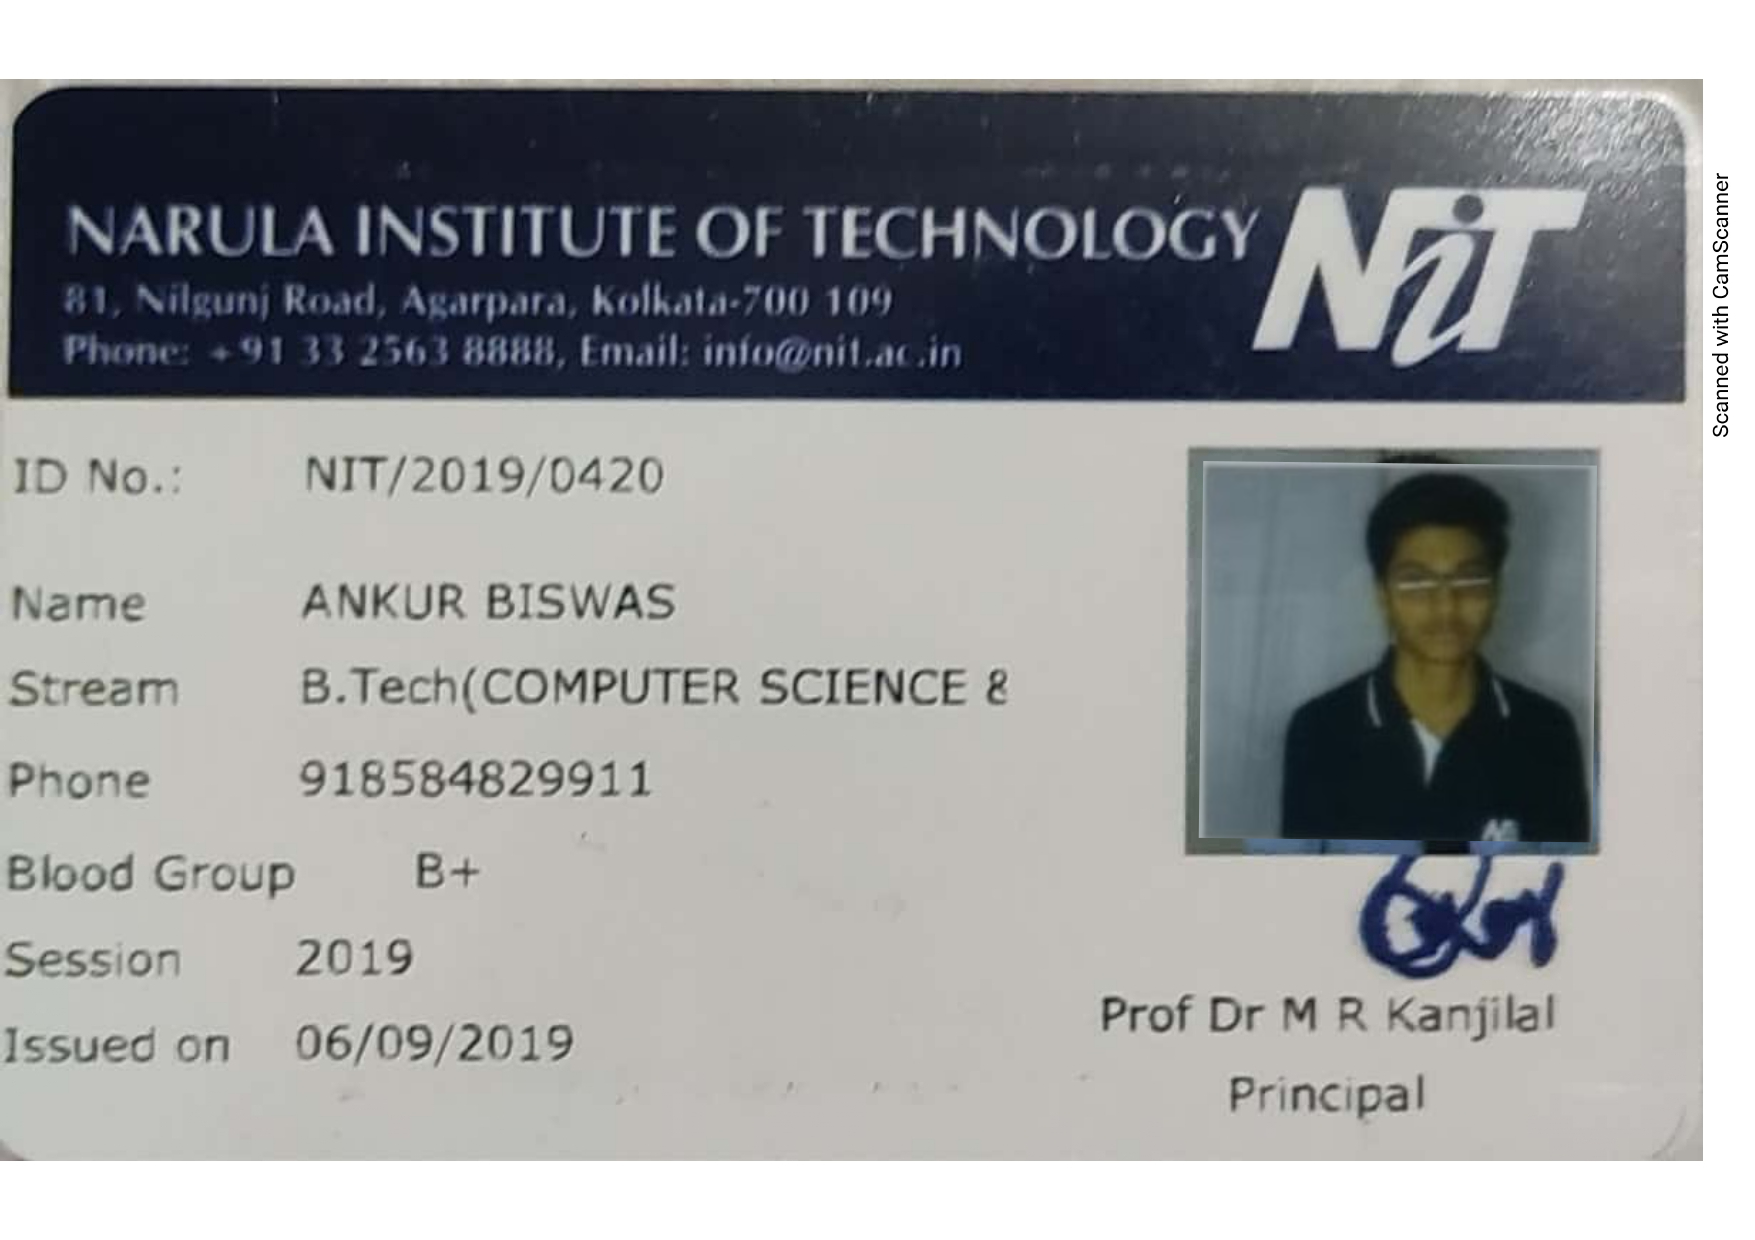 NARULA INSTITUTE OF TECHNOLOGY
NiT
81, Nilgunj Road, Agarpara, Kolkata-700 109
Phone: +91 33 2563 8888, Email: info@nit.ac.in
ID No.: NIT/2019/0420
Name ANKUR BISWAS
Stream B.Tech(COMPUTER SCIENCE &
Phone 918584829911
Blood Group B+
Session 2019
Issued on 06/09/2019
Prof Dr M R Kanjilal
Principal
Scanned with CamScanner